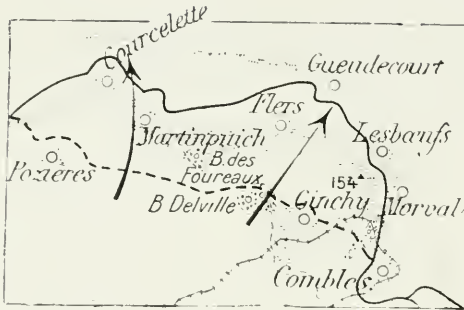 Courcelette
Gueudecourt
Flers
Martinpuich
Lesbœufs
B. des
Foureaux
Pozières
154
B Delville
Ginchy
Morval
Combles